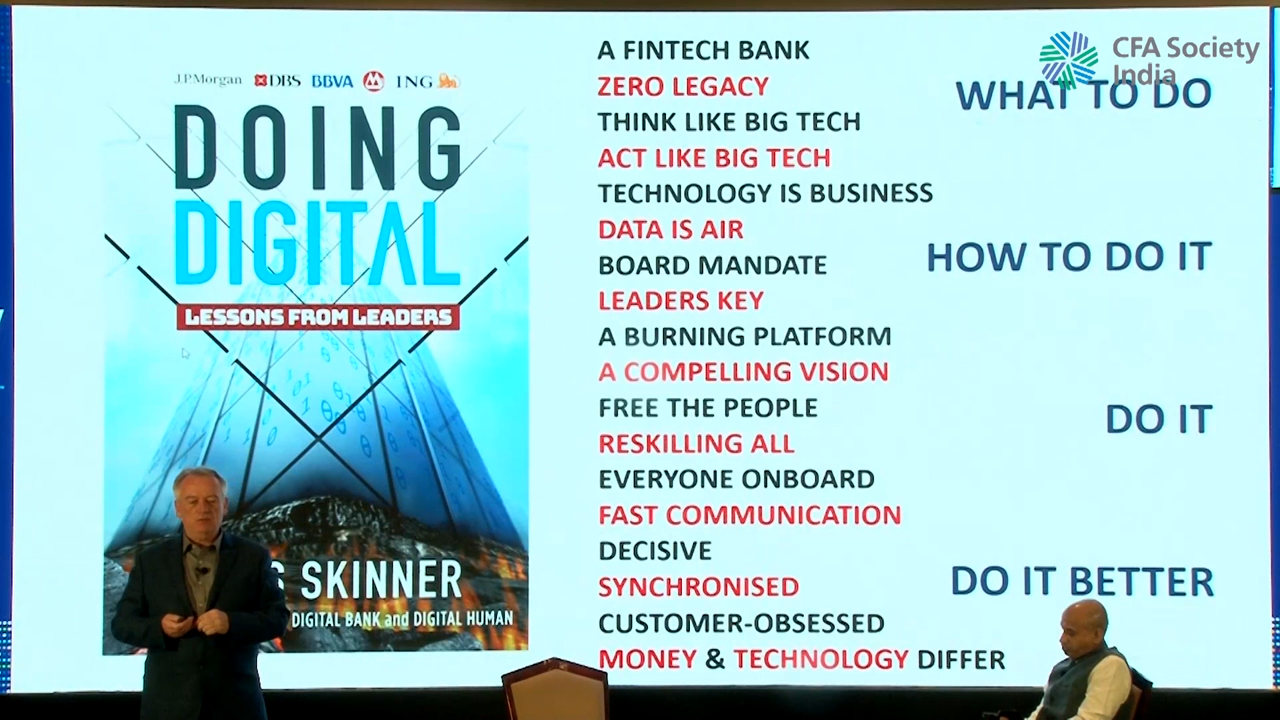 J.P.Morgan DBS BBVA ING
DOING
DIGITAL
LESSONS FROM LEADERS
S SKINNER
DIGITAL BANK and DIGITAL HUMAN
A FINTECH BANK
ZERO LEGACY
THINK LIKE BIG TECH
ACT LIKE BIG TECH
TECHNOLOGY IS BUSINESS
DATA IS AIR
BOARD MANDATE
LEADERS KEY
A BURNING PLATFORM
A COMPELLING VISION
FREE THE PEOPLE
RESKILLING ALL
EVERYONE ONBOARD
FAST COMMUNICATION
DECISIVE
SYNCHRONISED
CUSTOMER-OBSESSED
MONEY & TECHNOLOGY DIFFER
CFA Society
India
WHAT TO DO
HOW TO DO IT
DO IT
DO IT BETTER